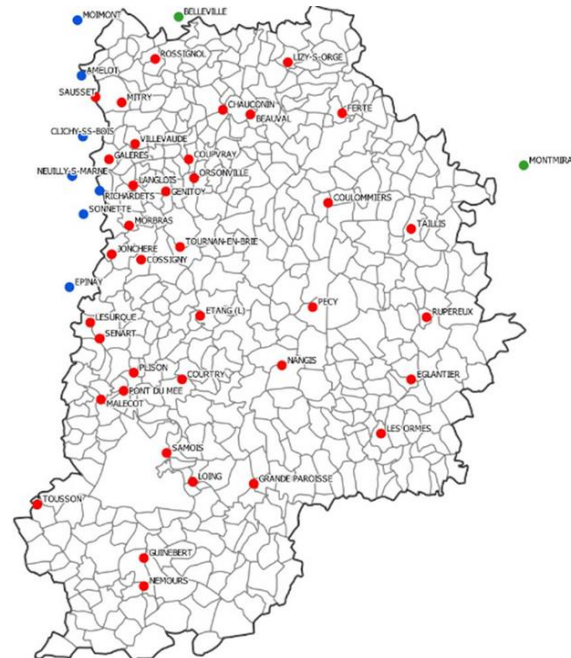 BELLEVILLE
MOIMONT
ROSSIGNOL
LIZY-S-ORGE
AMELOT
SAUSSET
MITRY
CHAUCONIN
BEAUVAL
FERTE
CLICHY-SS-BOIS
VILLEVAUDE
GALERES
COUPVRAY
MONTMIRA
NEUILLY-S-MARNE
LANGLOIS
ORSONVILLE
RICHARDETS
GENITOY
COULOMMIERS
SONNETTE
MORBRAS
TAILLIS
TOURNAN-EN-BRIE
JONCHERE
COSSIGNY
EPINAY
PECY
ETANG (L)
RUPEREUX
LESURQUE
SENART
NANGIS
PLISON
COURTRY
EGLANTIER
PONT DU MEE
MALECOT
LES ORMES
SAMOIS
LOING
GRANDE PAROISSE
TOUSSON
GUINEBERT
NEMOURS